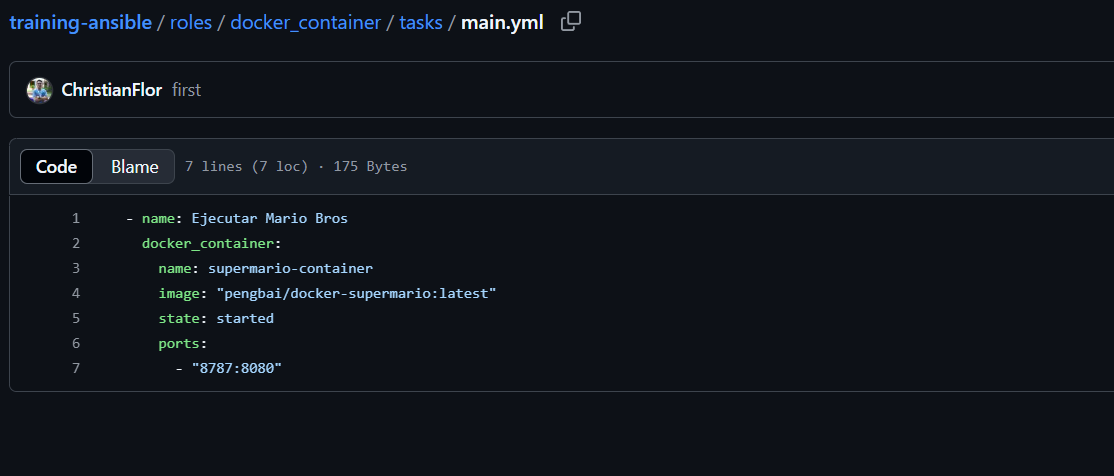 training-ansible / roles / docker_container / tasks / main.yml
ChristianFlor first
Code Blame 7 lines (7 loc) · 175 Bytes
1 - name: Ejecutar Mario Bros
2 docker_container:
3 name: supermario-container
4 image: "pengbai/docker-supermario:latest"
5 state: started
6 ports:
7 - "8787:8080"